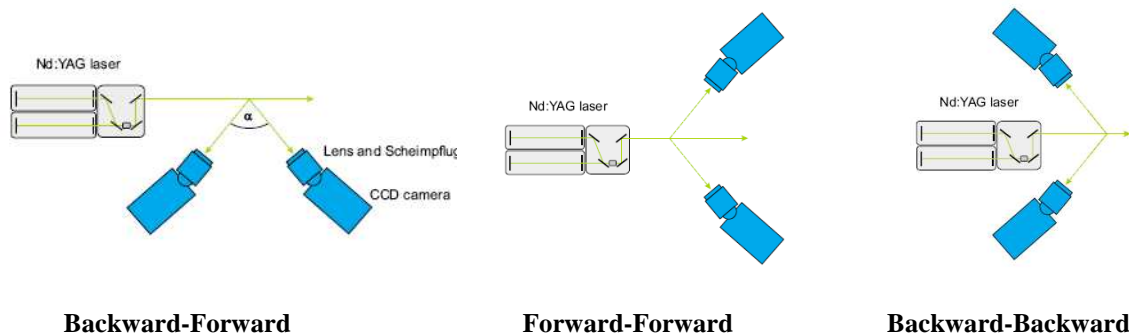 Nd:YAG laser
α
Lens and Scheimpflug
CCD camera
Backward-Forward
Nd:YAG laser
Forward-Forward
Nd:YAG laser
Backward-Backward